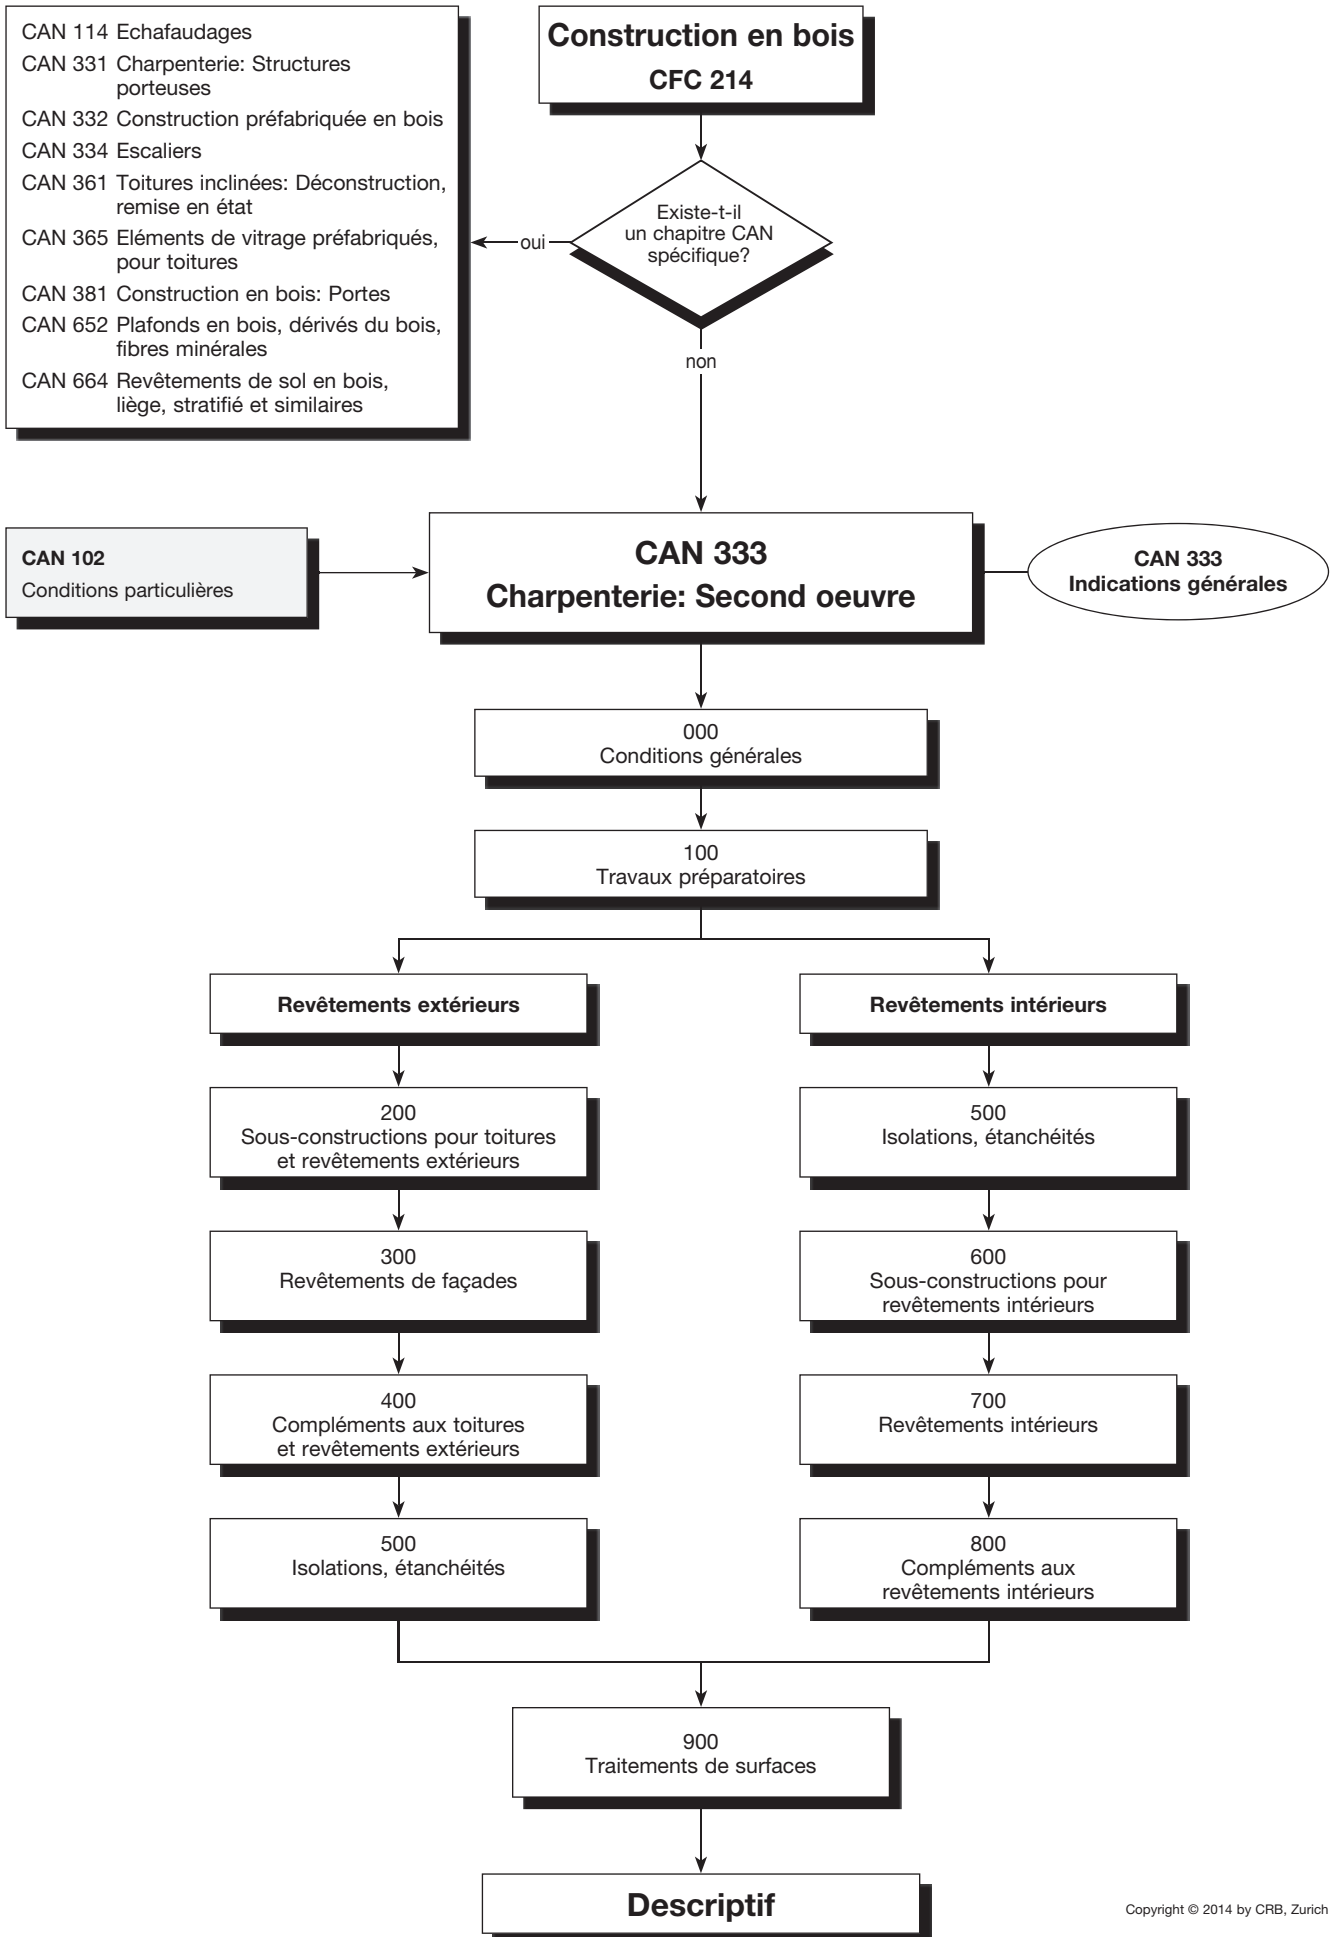 CAN 114 Echafaudages
CAN 331 Charpenterie: Structures
porteuses
CAN 332 Construction préfabriquée en bois
CAN 334 Escaliers
CAN 361 Toitures inclinées: Déconstruction,
remise en état
CAN 365 Eléments de vitrage préfabriqués,
pour toitures
CAN 381 Construction en bois: Portes
CAN 652 Plafonds en bois, dérivés du bois,
fibres minérales
CAN 664 Revêtements de sol en bois,
liège, stratifié et similaires
Construction en bois
CFC 214
Existe-t-il
un chapitre CAN
spécifique?
oui
non
CAN 102
Conditions particulières
CAN 333
Charpenterie: Second oeuvre
CAN 333
Indications générales
000
Conditions générales
100
Travaux préparatoires
Revêtements extérieurs
200
Sous-constructions pour toitures
et revêtements extérieurs
300
Revêtements de façades
400
Compléments aux toitures
et revêtements extérieurs
500
Isolations, étanchéités
Revêtements intérieurs
500
Isolations, étanchéités
600
Sous-constructions pour
revêtements intérieurs
700
Revêtements intérieurs
800
Compléments aux
revêtements intérieurs
900
Traitements de surfaces
Descriptif
Copyright © 2014 by CRB, Zurich